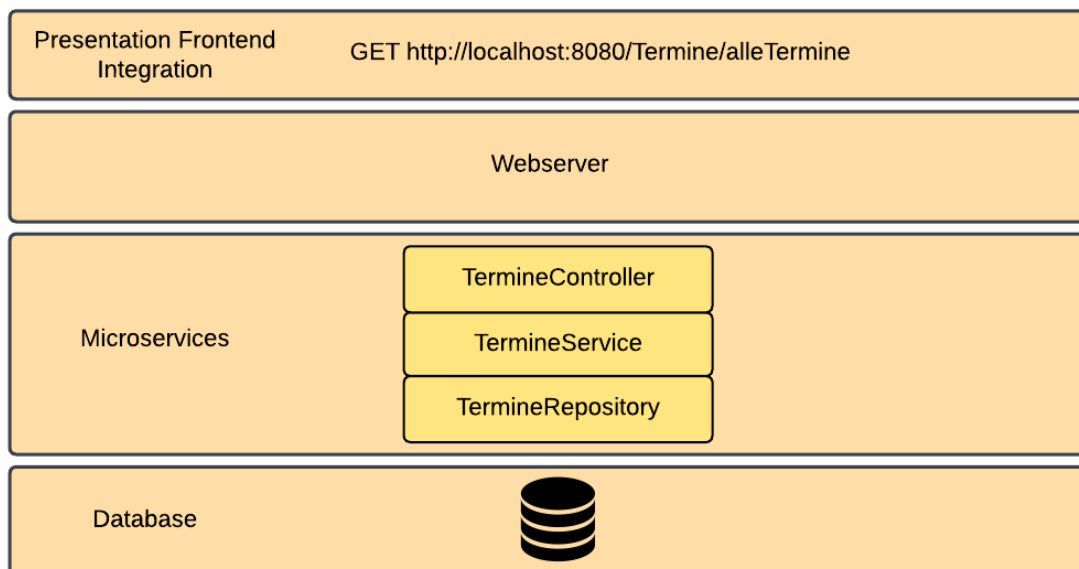 Presentation Frontend
Integration
GET http://localhost:8080/Termine/alleTermine
Webserver
Microservices
TermineController
TermineService
TermineRepository
Database